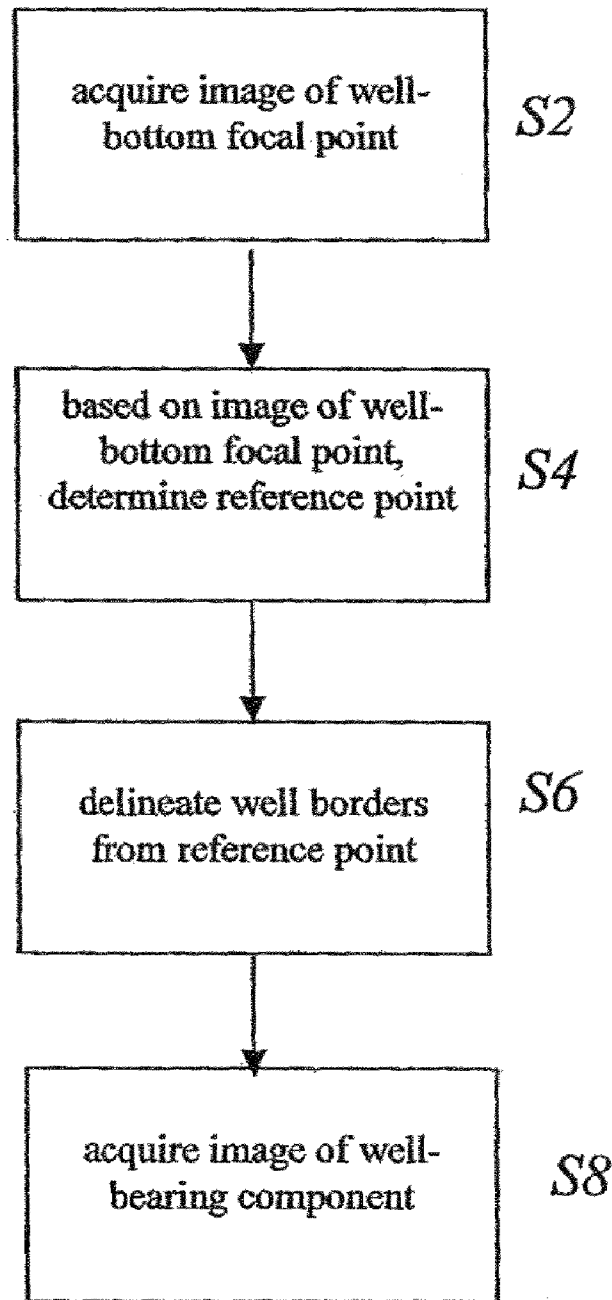 acquire image of well-
bottom focal point
S2
based on image of well-
bottom focal point,
determine reference point
S4
delineate well borders
from reference point
S6
acquire image of well-
bearing component
S8